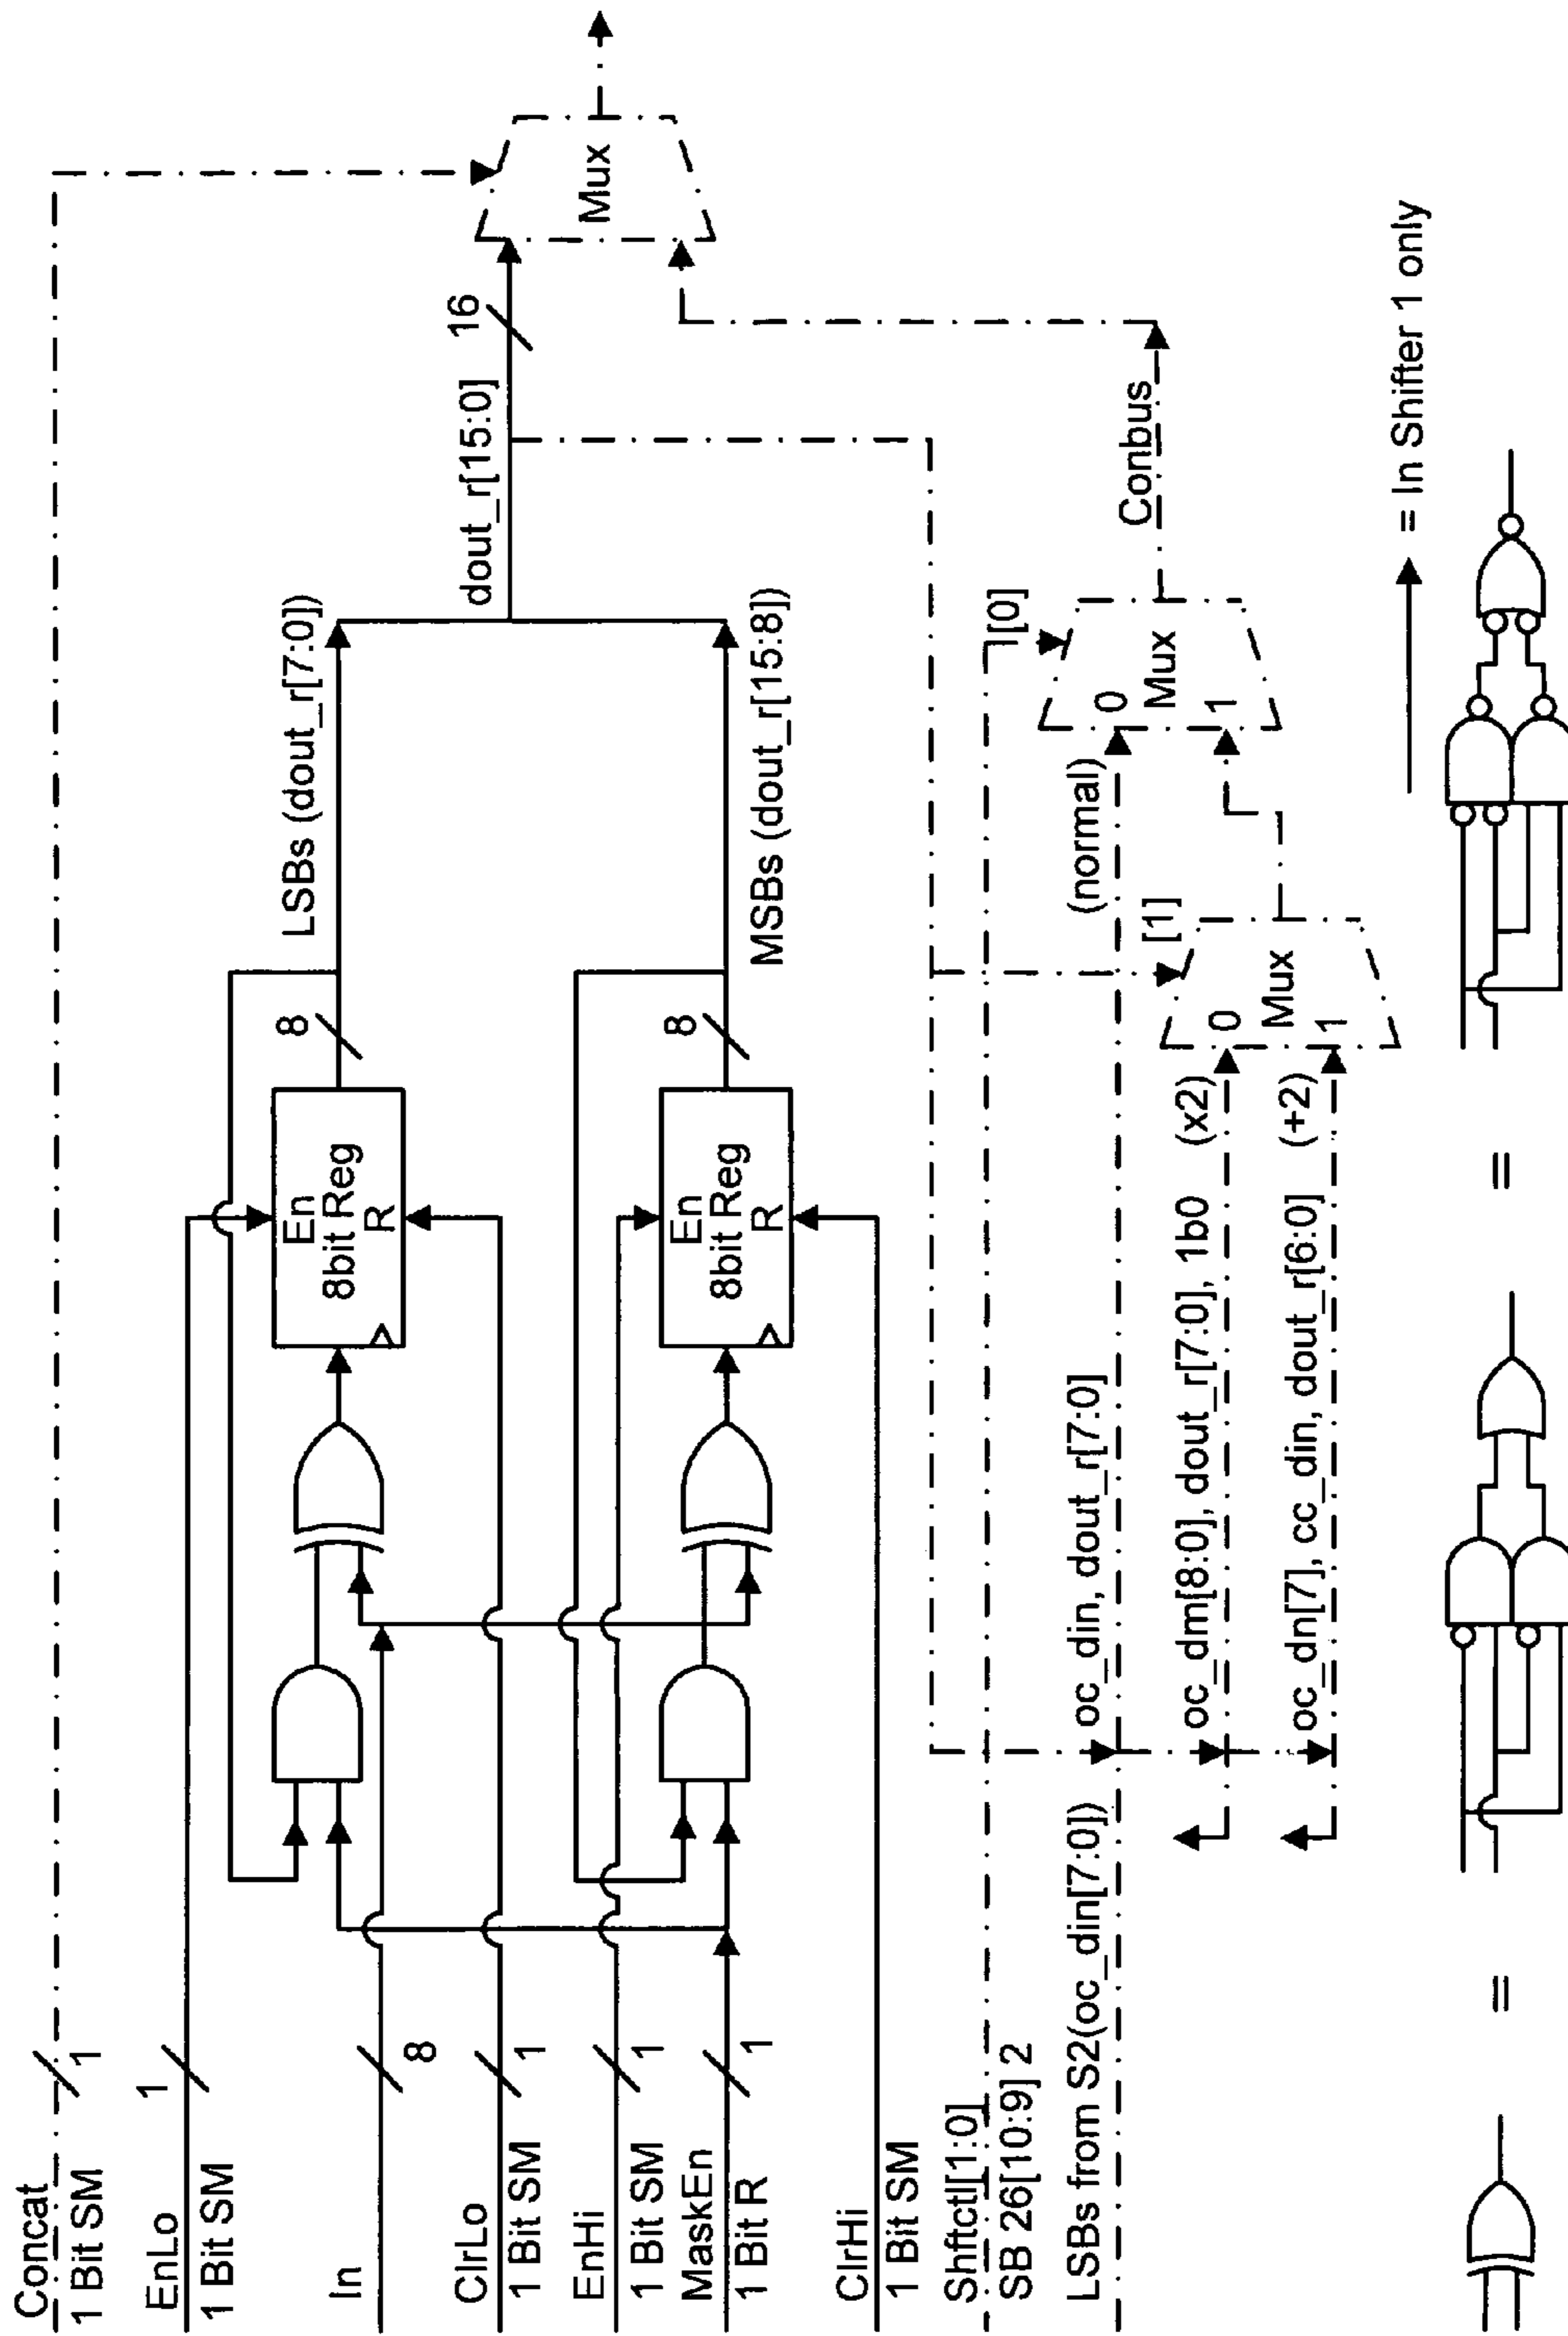 Concat
1 Bit SM
1
EnLo
1 Bit SM
1
In
8
ClrLo
1 Bit SM
1
EnHi
1 Bit SM
1
MaskEn
1 Bit R
1
ClrHi
1 Bit SM
Shftctl[1:0]
SB 26[10:9] 2
LSBs from S2(oc_din[7:0])
En
8bit Reg
R
8
LSBs (dout_r[7:0])
En
8bit Reg
R
8
MSBs (dout_r[15:8])
dout_r[15:0]
16
Mux
oc_din, dout_r[7:0]
(normal)
oc_dm[8:0], dout_r[7:0], 1b0 (x2)
oc_dn[7], cc_din, dout_r[6:0] (+2)
[1]
0
Mux
1
1[0]
0
Mux
1
Conbus
= In Shifter 1 only
=
=